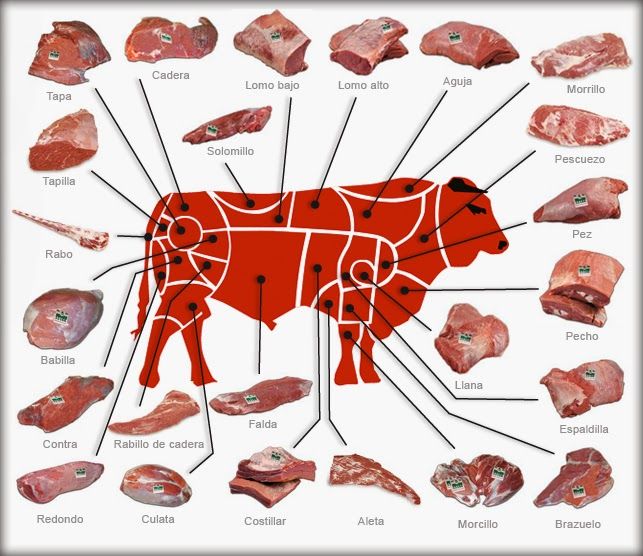 Tapa
Cadera
Lomo bajo
Lomo alto
Aguja
Morrillo
Tapilla
Solomillo
Pescuezo
Rabo
Pez
Babilla
Pecho
Contra
Rabillo de cadera
Falda
Llana
Espaldilla
Redondo
Culata
Costillar
Aleta
Morcillo
Brazuelo